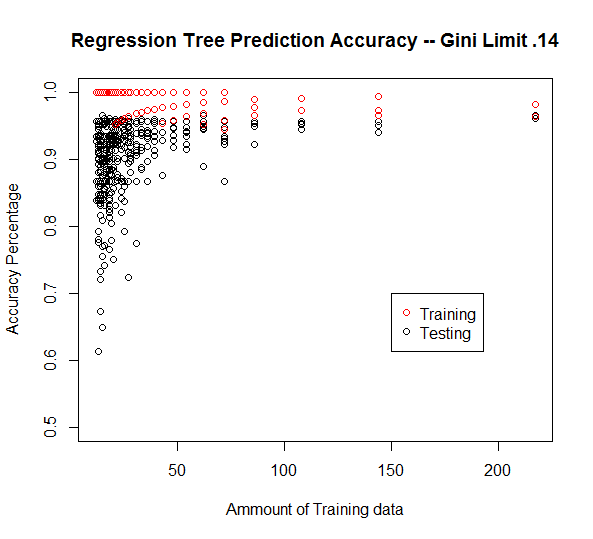 Regression Tree Prediction Accuracy -- Gini Limit .14
Accuracy Percentage
1.0
0.9
0.8
0.7
0.6
0.5
Training
Testing
50 100 150 200
Ammount of Training data